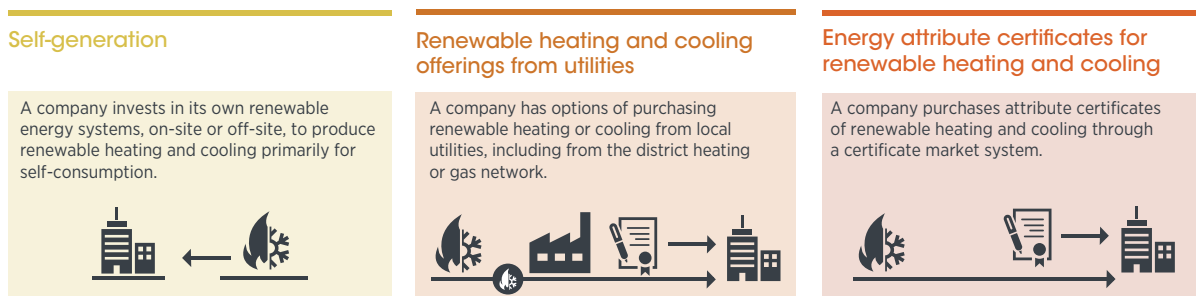 Self-generation
A company invests in its own renewable
energy systems, on-site or off-site, to produce
renewable heating and cooling primarily for
self-consumption.
Renewable heating and cooling
offerings from utilities
A company has options of purchasing
renewable heating or cooling from local
utilities, including from the district heating
or gas network.
Energy attribute certificates for
renewable heating and cooling
A company purchases attribute certificates
of renewable heating and cooling through
a certificate market system.